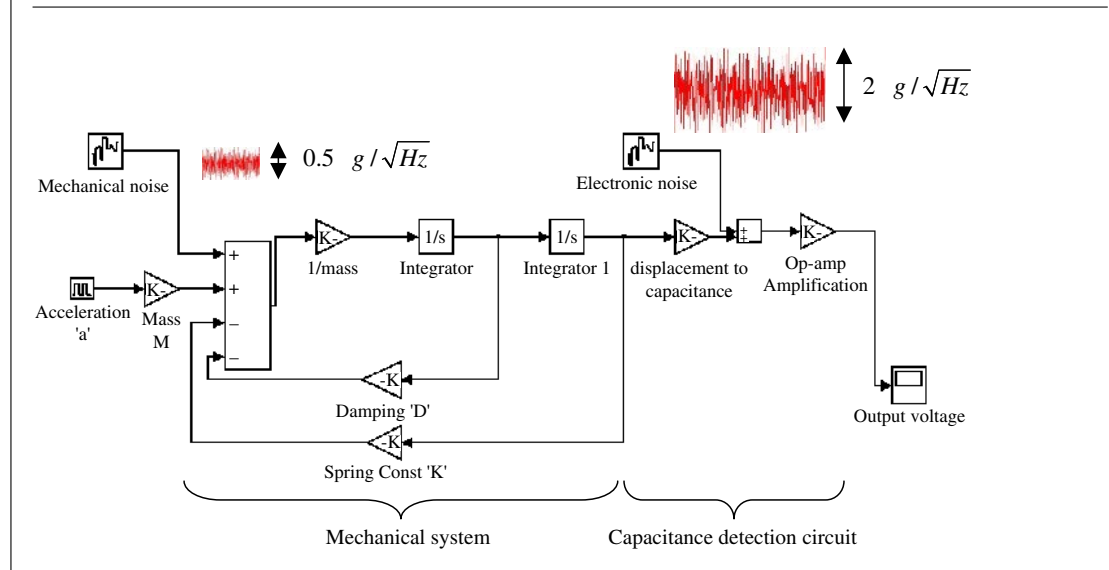 2 g/√Hz
0.5 g/√Hz
Mechanical noise
Electronic noise
+
+
−
−
K-
1/mass
1/s
Integrator
1/s
Integrator 1
K-
displacement to
capacitance
+
+
K-
Op-amp
Amplification
Acceleration
'a'
K-
Mass
M
-K
Damping 'D'
-K
Spring Const 'K'
Output voltage
Mechanical system
Capacitance detection circuit